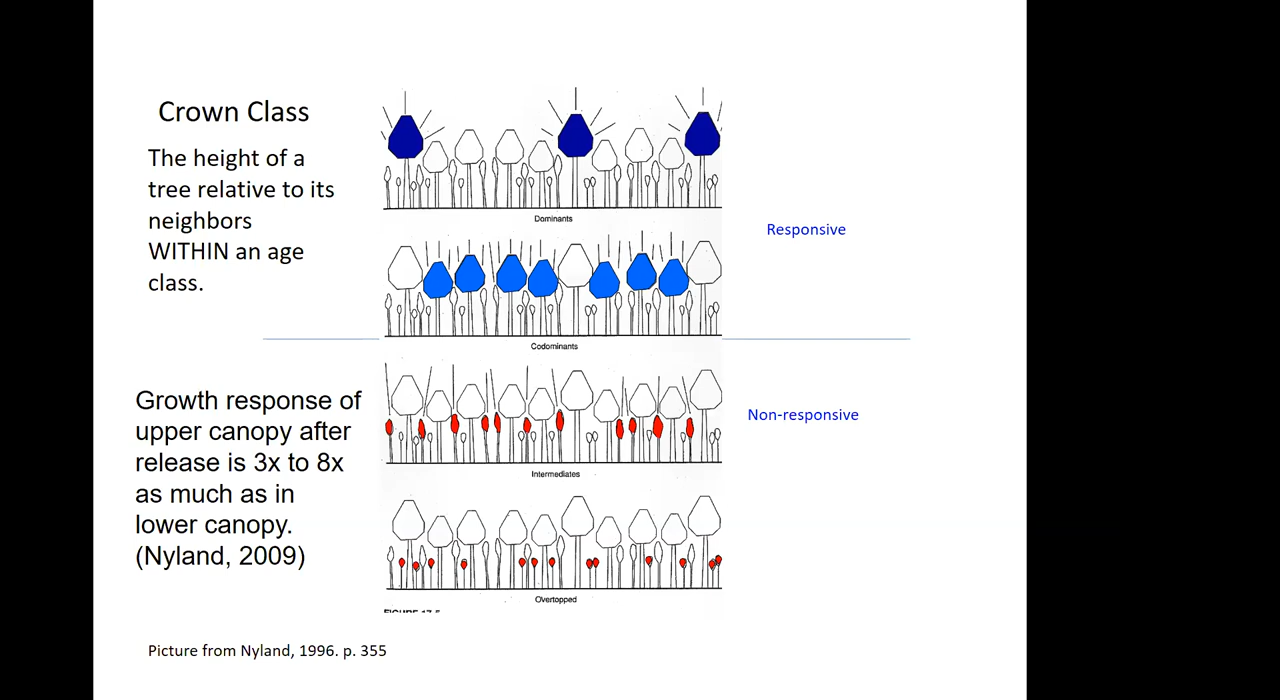 Crown Class
The height of a
tree relative to its
neighbors
WITHIN an age
class.
Dominants
Responsive
Codominants
Growth response of
upper canopy after
release is 3x to 8x
as much as in
lower canopy.
(Nyland, 2009)
Non-responsive
Intermediates
Overtopped
Picture from Nyland, 1996. p. 355